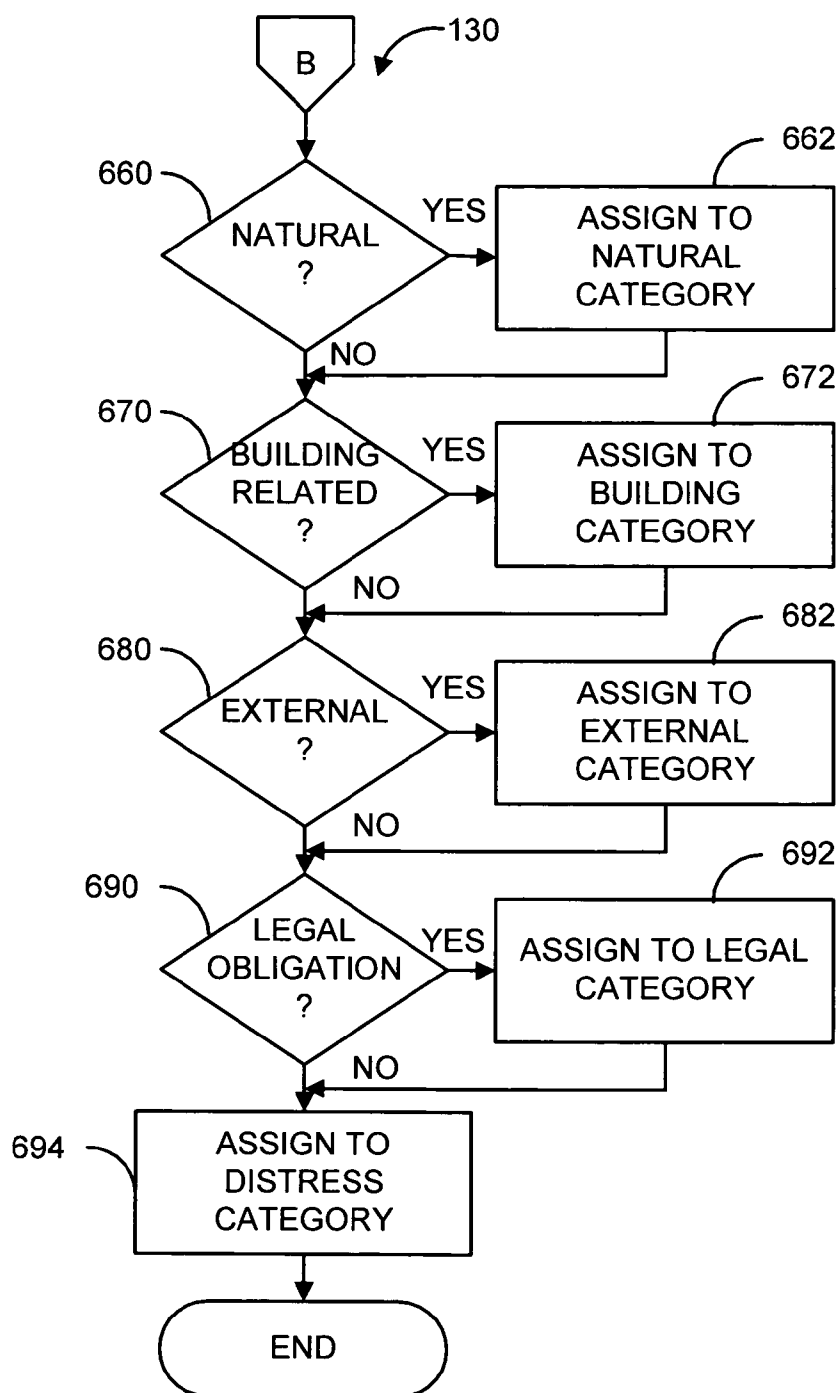 B
130
660
NATURAL
?
YES
662
ASSIGN TO
NATURAL
CATEGORY
NO
670
BUILDING
RELATED
?
YES
672
ASSIGN TO
BUILDING
CATEGORY
NO
680
EXTERNAL
?
YES
682
ASSIGN TO
EXTERNAL
CATEGORY
NO
690
LEGAL
OBLIGATION
?
YES
692
ASSIGN TO LEGAL
CATEGORY
NO
694
ASSIGN TO
DISTRESS
CATEGORY
END